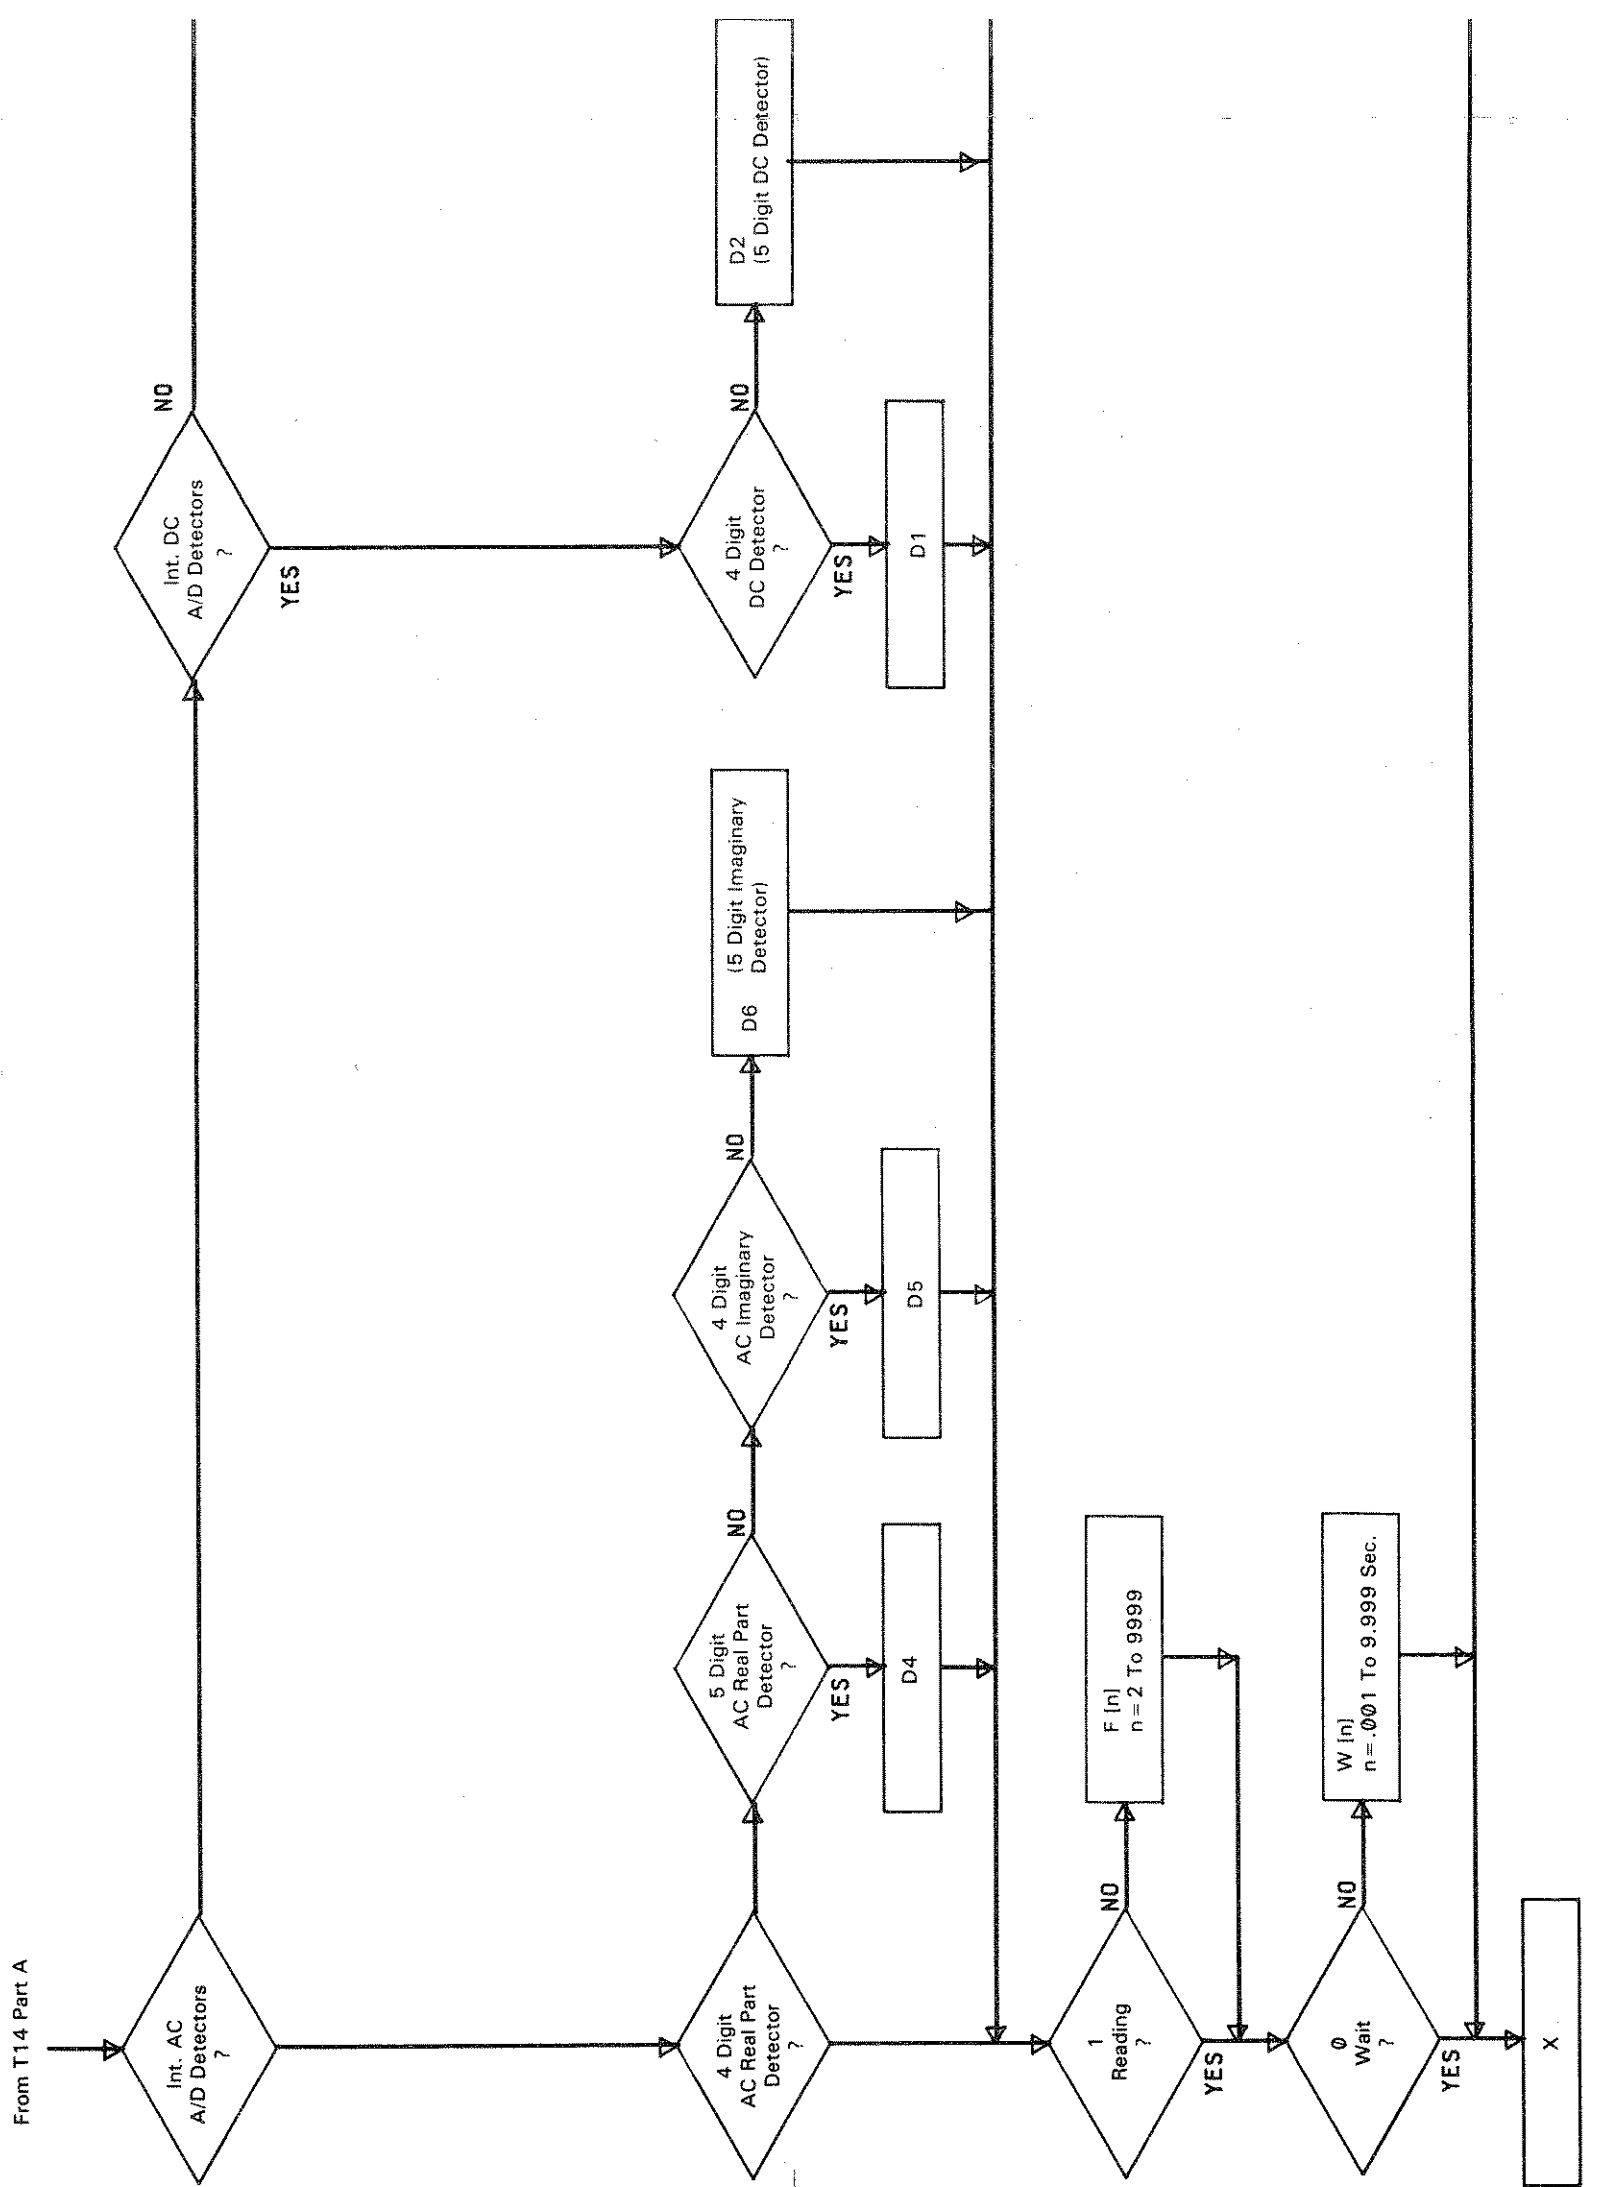 From T14 Part A
Int. AC
A/D Detectors
?
Int. DC
A/D Detectors
?
NO
YES
4 Digit
AC Real Part
Detector
?
5 Digit
AC Real Part
Detector
?
NO
YES
4 Digit
AC Imaginary
Detector
?
NO
YES
D6 (5 Digit Imaginary
Detector)
4 Digit
DC Detector
?
NO
YES
D2
(5 Digit DC Detector)
D4
D5
D1
1
Reading
?
NO
YES
F [n]
n=2 To 9999
0
Wait
?
NO
YES
W [n]
n=.001 To 9.999 Sec.
X